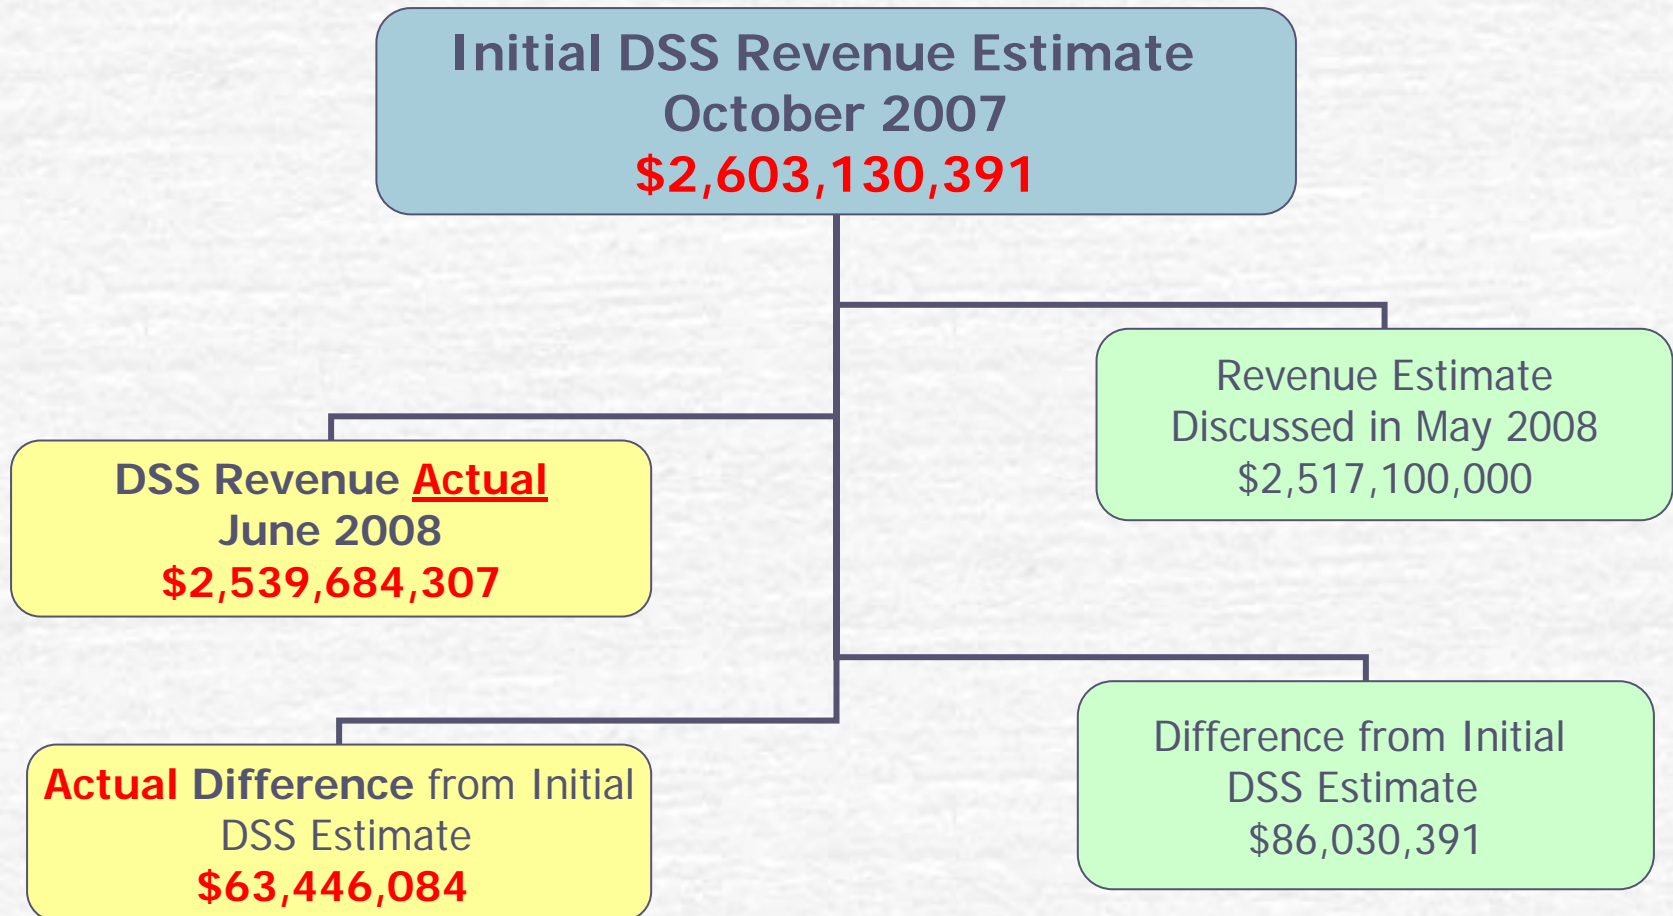 Initial DSS Revenue Estimate
October 2007
$2,603,130,391
Revenue Estimate
Discussed in May 2008
$2,517,100,000
DSS Revenue Actual
June 2008
$2,539,684,307
Difference from Initial
DSS Estimate
$86,030,391
Actual Difference from Initial
DSS Estimate
$63,446,084